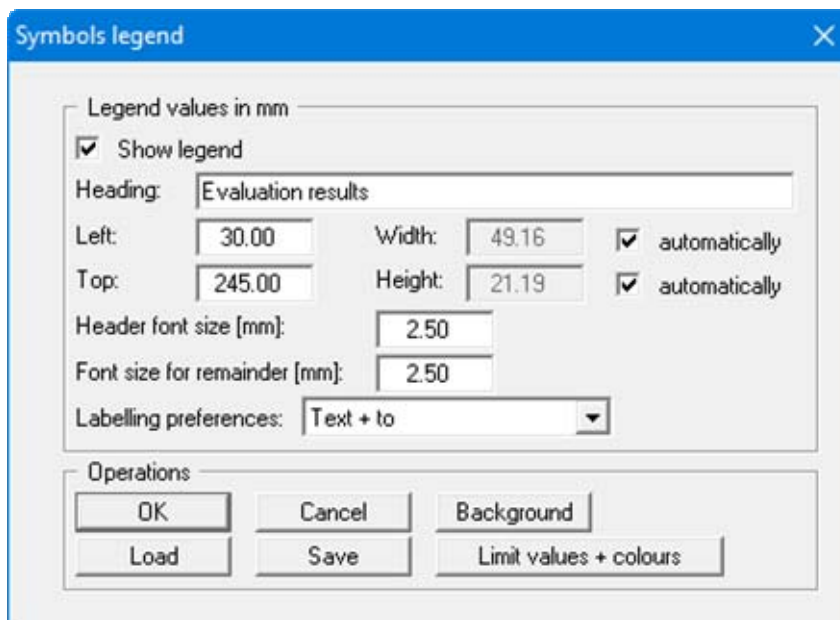 Symbols legend
Legend values in mm
Show legend
Heading: Evaluation results
Left: 30.00 Width: 49.16 automatically
Top: 245.00 Height: 21.19 automatically
Header font size [mm]: 2.50
Font size for remainder [mm]: 2.50
Labelling preferences: Text + to
Operations
OK Cancel Background
Load Save Limit values + colours